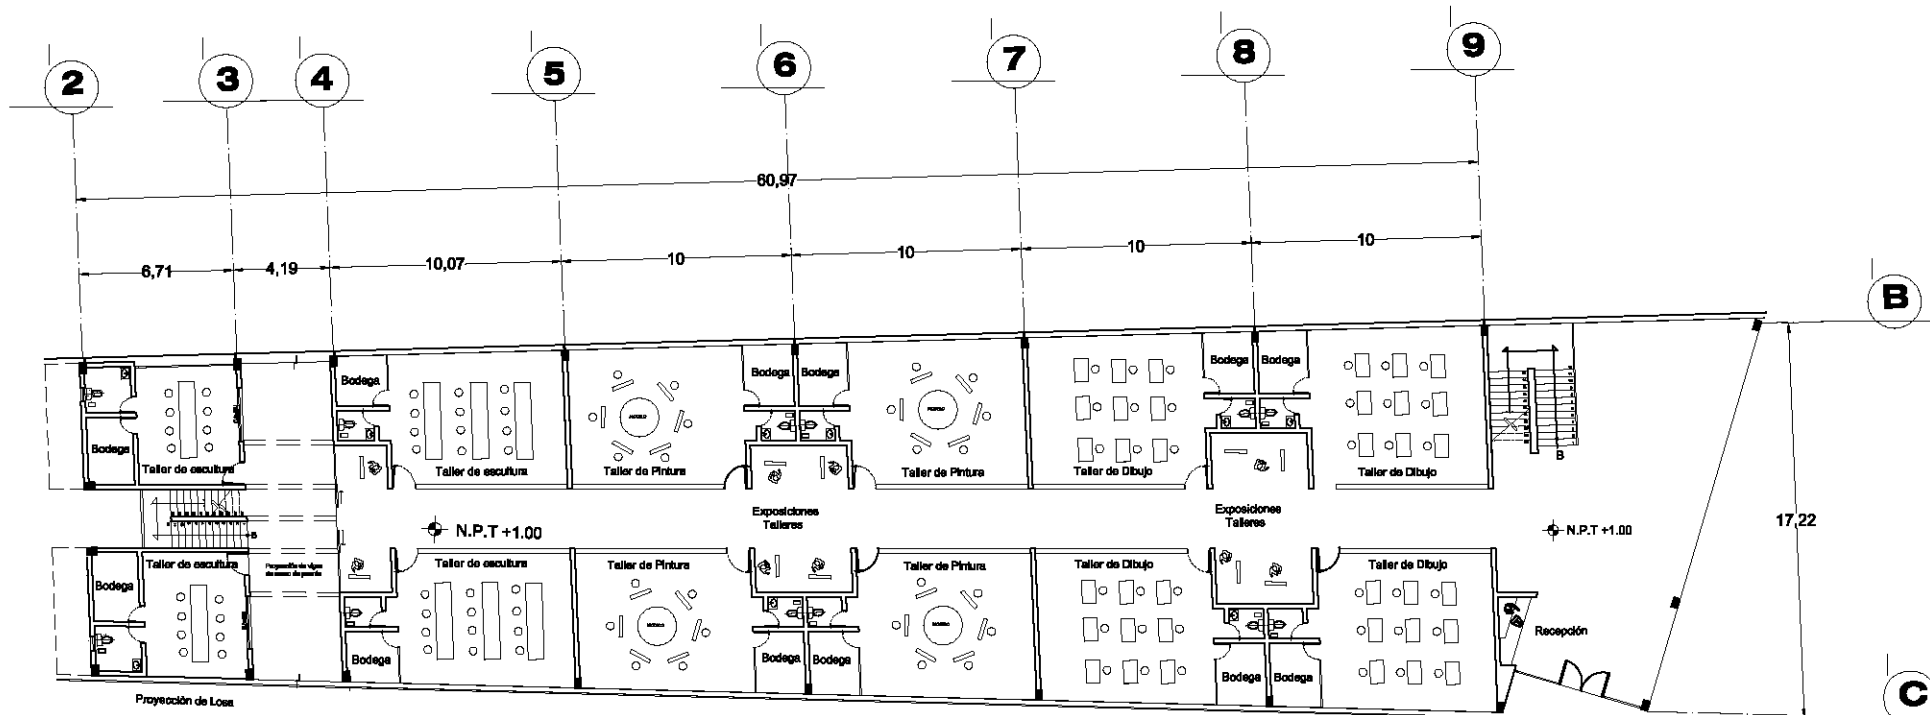 2 3 4 5 6 7 8 9
60,97
6,71 4,19 10,07 10 10 10 10
B
Bodega Bodega Bodega Bodega Bodega
Bodega
Taller de escultura Taller de escultura Taller de Pintura Taller de Pintura Taller de Dibujo Taller de Dibujo
B
Exposiciones
Talleres
Exposiciones
Talleres
N.P.T +1.00
N.P.T +1.00
17,22
B
Taller de escultura Taller de escultura Taller de Pintura Taller de Pintura Taller de Dibujo Taller de Dibujo
Bodega
MODELO MODELO
Recepción
Bodega Bodega Bodega Bodega Bodega
Proyección de Losa
C